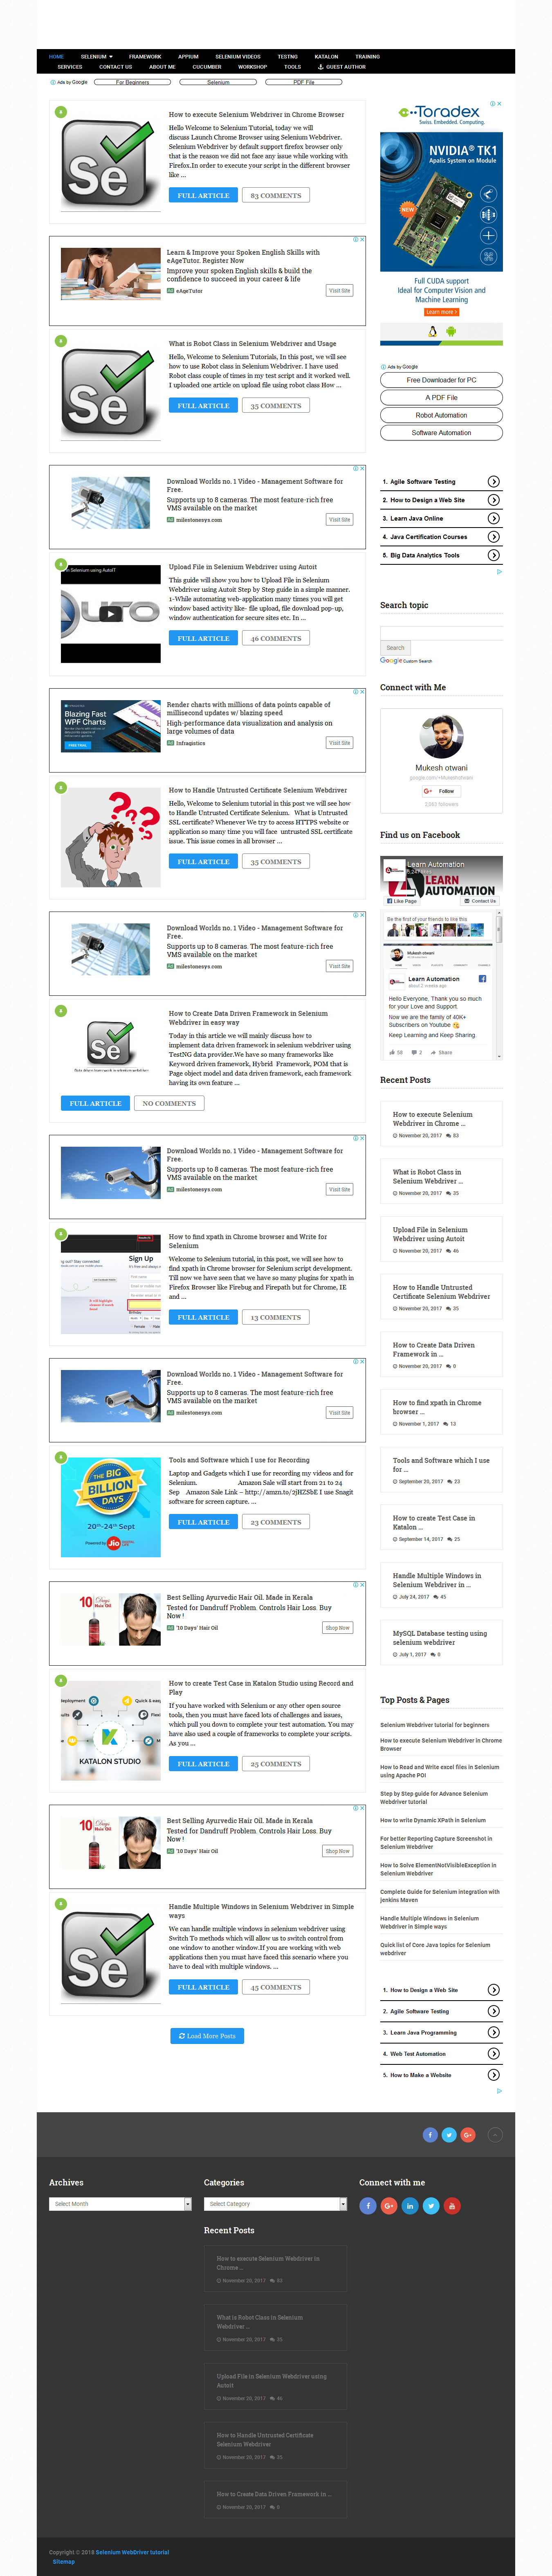 HOME SELENIUM FRAMEWORK APPIUM SELENIUM VIDEOS TESTNG KATALON TRAINING
SERVICES CONTACT US ABOUT ME CUCUMBER WORKSHOP TOOLS GUEST AUTHOR
Ads by Google For Beginners Selenium PDF File
How to execute Selenium Webdriver in Chrome Browser
Hello Welcome to Selenium Tutorial, today we will
discuss Launch Chrome Browser using Selenium Webdriver.
Selenium Webdriver by default support firefox browser only
that is the reason we did not face any issue while working with
Firefox.In order to execute your script in the different browser
like ...
FULL ARTICLE 83 COMMENTS
Learn & Improve your Spoken English Skills with
eAgeTutor. Register Now
Improve your spoken English skills & build the
confidence to succeed in your career & life
Ad eAgeTutor
Visit Site
What is Robot Class in Selenium Webdriver and Usage
Hello, Welcome to Selenium Tutorials, In this post, we will see
how to use Robot class in Selenium Webdriver. I have used
Robot class couple of times in my test script and it worked well.
I uploaded one article on upload file using robot class How ...
FULL ARTICLE 35 COMMENTS
Download Worlds no. 1 Video - Management Software for
Free.
Supports up to 8 cameras. The most feature-rich free
VMS available on the market
Ad milestonesys.com
Visit Site
Upload File in Selenium Webdriver using Autoit
This guide will show you how to Upload File in Selenium
Webdriver using Autoit Step by Step guide in a simple manner.
1-While automating web-application many times you will get
window based activity like- file upload, file download pop-up,
window authentication for secure sites etc. In ...
FULL ARTICLE 46 COMMENTS
Render charts with millions of data points capable of
millisecond updates w/ blazing speed
High-performance data visualization and analysis on
large volumes of data
Ad Infragistics
Visit Site
Blazing Fast
WPF Charts
How to Handle Untrusted Certificate Selenium Webdriver
Hello, Welcome to Selenium tutorial in this post we will see how
to Handle Untrusted Certificate Selenium. What is Untrusted
SSL certificate? Whenever We try to access HTTPS website or
application so many time you will face untrusted SSL certificate
issue. This issue comes in all browser ...
FULL ARTICLE 35 COMMENTS
Download Worlds no. 1 Video - Management Software for
Free.
Supports up to 8 cameras. The most feature-rich free
VMS available on the market
Ad milestonesys.com
Visit Site
How to Create Data Driven Framework in Selenium
Webdriver in easy way
Today in this article we will mainly discuss how to
implement data driven framework in selenium webdriver using
TestNG data provider.We have so many frameworks like
Keyword driven framework, Hybrid Framework, POM that is
Page object model and data driven framework, each framework
having its own feature ...
FULL ARTICLE NO COMMENTS
Download Worlds no. 1 Video - Management Software for
Free.
Supports up to 8 cameras. The most feature-rich free
VMS available on the market
Ad milestonesys.com
Visit Site
How to find xpath in Chrome browser and Write for
Selenium
Welcome to Selenium tutorial, in this post, we will see how to
find xpath in Chrome browser for Selenium script development.
Till now we have seen that we have so many plugins for xpath in
Firefox Browser like Firebug and Firepath but for Chrome, IE
and ...
Sign Up
FULL ARTICLE 13 COMMENTS
Download Worlds no. 1 Video - Management Software for
Free.
Supports up to 8 cameras. The most feature-rich free
VMS available on the market
Ad milestonesys.com
Visit Site
Tools and Software which I use for Recording
Laptop and Gadgets which I use for recording my videos and for
Selenium. Amazon Sale will start from 21 to 24
Sep Amazon Sale Link – http://amzn.to/2jHZSbE I use Snagit
software for screen capture. ...
THE BIG
BILLION
DAYS
20th-24th Sept
Powered by Jio
FULL ARTICLE 23 COMMENTS
Best Selling Ayurvedic Hair Oil. Made in Kerala
Tested for Dandruff Problem. Controls Hair Loss. Buy
Now !
Ad '10 Days' Hair Oil
Shop Now
How to create Test Case in Katalon Studio using Record and
Play
If you have worked with Selenium or any other open source
tools, then you must have faced lots of challenges and issues,
which pull you down to complete your test automation. You may
have also used a couple of frameworks to complete your scripts.
As you ...
KATALON STUDIO
FULL ARTICLE 25 COMMENTS
Best Selling Ayurvedic Hair Oil. Made in Kerala
Tested for Dandruff Problem. Controls Hair Loss. Buy
Now !
Ad '10 Days' Hair Oil
Shop Now
Handle Multiple Windows in Selenium Webdriver in Simple
ways
We can handle multiple windows in selenium webdriver using
Switch To methods which will allow us to switch control from
one window to another window.If you are working with web
applications then you must have faced this scenario where you
have to deal with multiple windows. ...
FULL ARTICLE 45 COMMENTS
Load More Posts
Toradex
Swiss. Embedded. Computing.
NVIDIA® TK1
Apalis System on Module
NEW
Full CUDA support
Ideal for Computer Vision and
Machine Learning
Learn more >
Ads by Google
Free Downloader for PC
A PDF File
Robot Automation
Software Automation
1. Agile Software Testing
2. How to Design a Web Site
3. Learn Java Online
4. Java Certification Courses
5. Big Data Analytics Tools
Search topic
Search
Google Custom Search
Connect with Me
Mukesh otwani
google.com/+Mukeshotwani
Follow
2,062 followers
Find us on Facebook
Learn Automation
LEARN
AUTOMATION
Like Page Contact Us
Be the first of your friends to like this
Learn Automation
about 2 weeks ago
Hello Everyone, Thank you so much
for your Love and Support.
Now we are the family of 40K+
Subscribers on Youtube
Keep Learning and Keep Sharing.
58 2 Share
Recent Posts
How to execute Selenium
Webdriver in Chrome ...
November 20, 2017 83
What is Robot Class in
Selenium Webdriver ...
November 20, 2017 35
Upload File in Selenium
Webdriver using Autoit
November 20, 2017 46
How to Handle Untrusted
Certificate Selenium Webdriver
November 20, 2017 35
How to Create Data Driven
Framework in ...
November 20, 2017 0
How to find xpath in Chrome
browser ...
November 1, 2017 13
Tools and Software which I use
for ...
September 20, 2017 23
How to create Test Case in
Katalon ...
September 14, 2017 25
Handle Multiple Windows in
Selenium Webdriver in ...
July 24, 2017 45
MySQL Database testing using
selenium webdriver
July 1, 2017 0
Top Posts & Pages
Selenium Webdriver tutorial for beginners
How to execute Selenium Webdriver in Chrome
Browser
How to Read and Write excel files in Selenium
using Apache POI
Step by Step guide for Advance Selenium
Webdriver tutorial
How to write Dynamic XPath in Selenium
For better Reporting Capture Screenshot in
Selenium Webdriver
How to Solve ElementNotVisibleException in
Selenium Webdriver
Complete Guide for Selenium integration with
jenkins Maven
Handle Multiple Windows in Selenium
Webdriver in Simple ways
Quick list of Core Java topics for Selenium
webdriver
1. How to Design a Web Site
2. Agile Software Testing
3. Learn Java Programming
4. Web Test Automation
5. How to Make a Website
Archives
Select Month
Categories
Select Category
Connect with me
Recent Posts
How to execute Selenium Webdriver in
Chrome ...
November 20, 2017 83
What is Robot Class in Selenium
Webdriver ...
November 20, 2017 35
Upload File in Selenium Webdriver using
Autoit
November 20, 2017 46
How to Handle Untrusted Certificate
Selenium Webdriver
November 20, 2017 35
How to Create Data Driven Framework in ...
November 20, 2017 0
Copyright © 2018 Selenium WebDriver tutorial
Sitemap